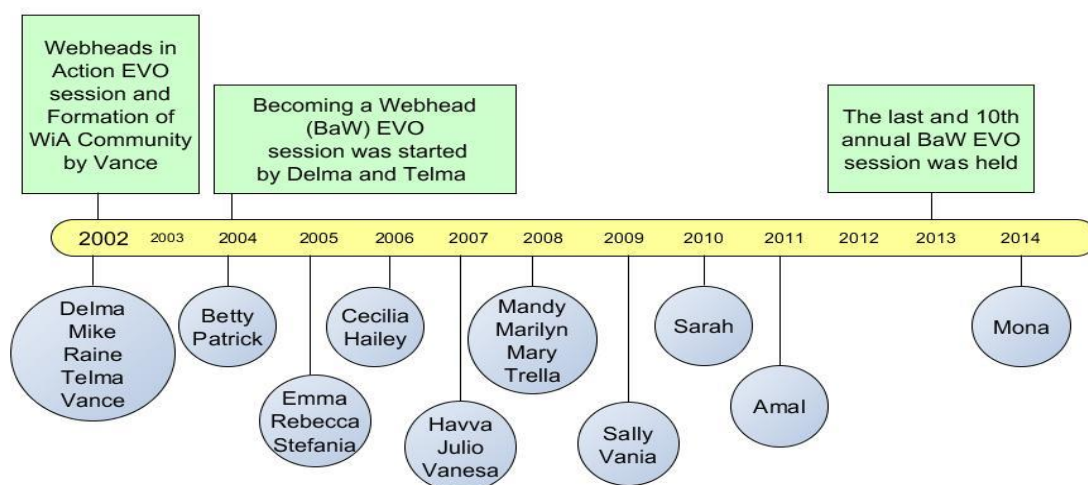 Webheads in
Action EVO
session and
Formation of
WiA Community
by Vance
Becoming a Webhead
(BaW) EVO
session was started
by Delma and Telma
The last and 10th
annual BaW EVO
session was held
2002 2003 2004 2005 2006 2007 2008 2009 2010 2011 2012 2013 2014
Delma
Mike
Raine
Telma
Vance
Betty
Patrick
Emma
Rebecca
Stefania
Cecilia
Hailey
Havva
Julio
Vanesa
Mandy
Marilyn
Mary
Trella
Sally
Vania
Sarah
Amal
Mona